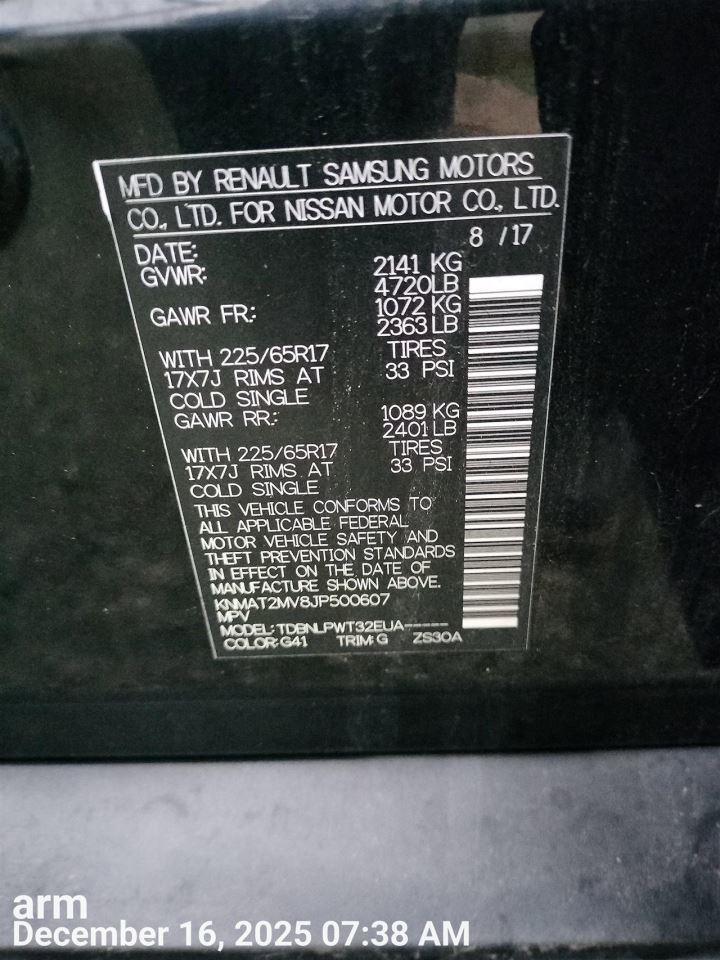 MFD BY RENAULT SAMSUNG MOTORS
CO., LTD. FOR NISSAN MOTOR CO., LTD.
DATE: 8 /17
GVWR: 2141 KG
4720LB
GAWR FR.: 1072 KG
2363 LB
WITH 225/65R17 TIRES
17X7J RIMS AT 33 PSI
COLD SINGLE
GAWR RR.: 1089 KG
2401 LB
WITH 225/65R17 TIRES
17X7J RIMS AT 33 PSI
COLD SINGLE
THIS VEHICLE CONFORMS TO
ALL APPLICABLE FEDERAL
MOTOR VEHICLE SAFETY AND
THEFT PREVENTION STANDARDS
IN EFFECT ON THE DATE OF
MANUFACTURE SHOWN ABOVE.
KNMAT2MV8JP500607
MPV
MODEL: TDBNLPWT32EUA-----
COLOR: G41 TRIM: G ZS30A
arm
December 16, 2025 07:38 AM